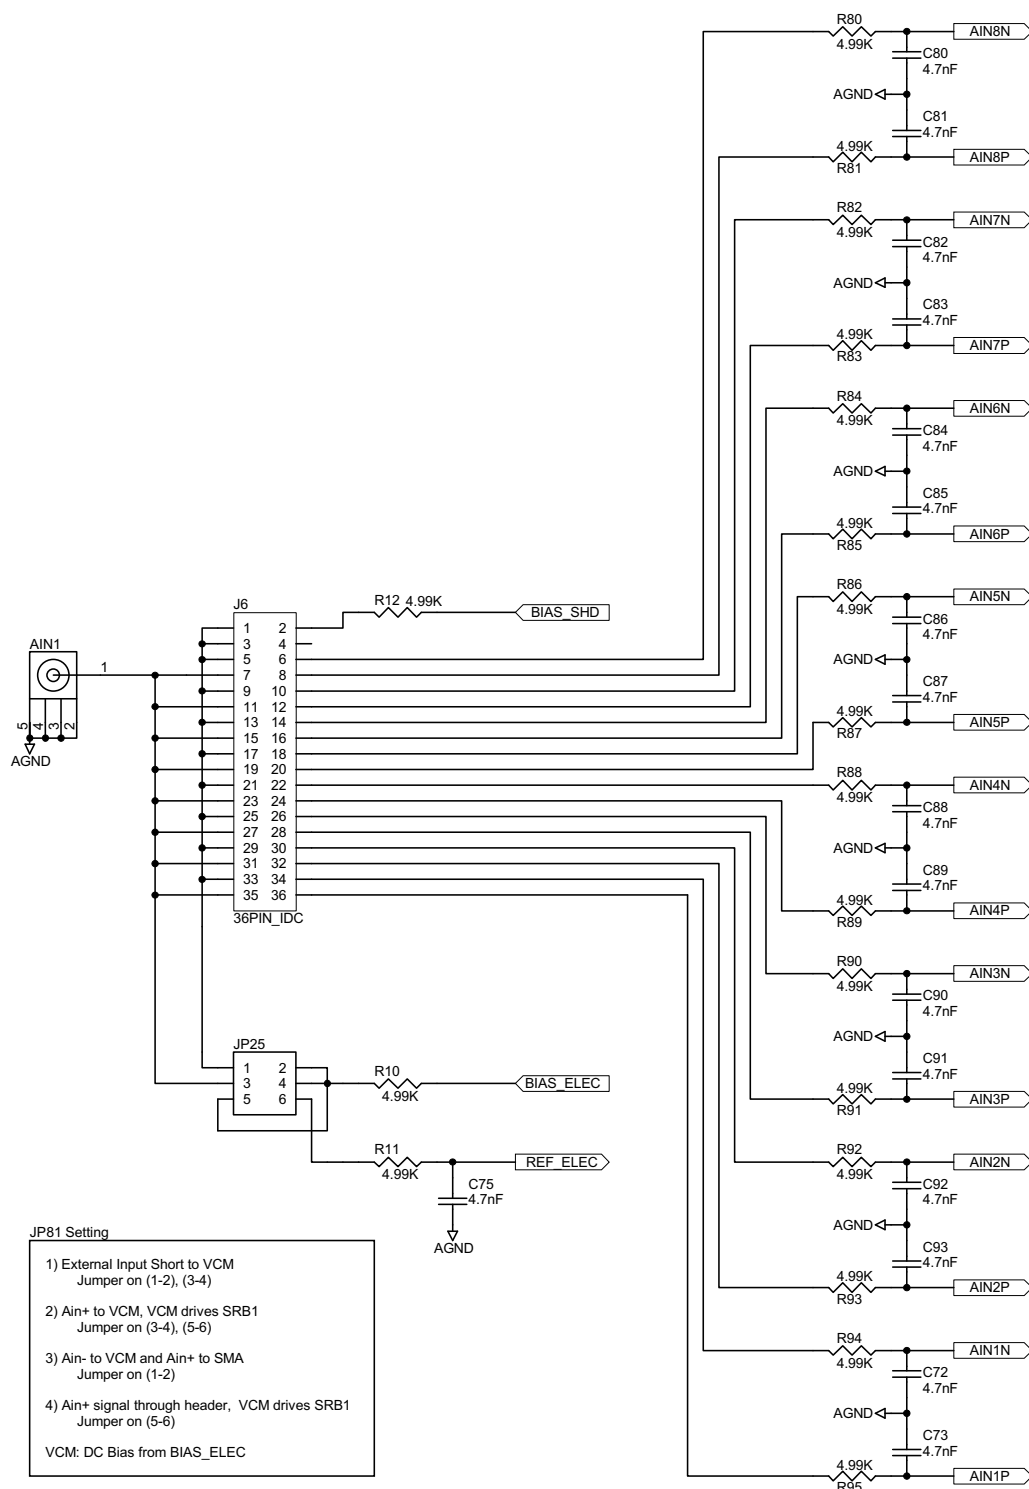 R80
4.99K
AIN8N
C80
4.7nF
AGND
C81
4.7nF
4.99K
R81
AIN8P
R82
4.99K
AIN7N
C82
4.7nF
AGND
C83
4.7nF
4.99K
R83
AIN7P
R84
4.99K
AIN6N
C84
4.7nF
AGND
C85
4.7nF
4.99K
R85
AIN6P
R86
4.99K
AIN5N
C86
4.7nF
AGND
C87
4.7nF
4.99K
R87
AIN5P
R88
4.99K
AIN4N
C88
4.7nF
AGND
C89
4.7nF
4.99K
R89
AIN4P
R90
4.99K
AIN3N
C90
4.7nF
AGND
C91
4.7nF
4.99K
R91
AIN3P
R92
4.99K
AIN2N
C92
4.7nF
AGND
C93
4.7nF
4.99K
R93
AIN2P
R94
4.99K
AIN1N
C72
4.7nF
AGND
C73
4.7nF
4.99K
R95
AIN1P
R12 4.99K
BIAS_SHD
AIN1
1
5 4 3 2
AGND
J6
1 2
3 4
5 6
7 8
9 10
11 12
13 14
15 16
17 18
19 20
21 22
23 24
25 26
27 28
29 30
31 32
33 34
35 36
36PIN_IDC
JP25
1 2
3 4
5 6
R10
4.99K
BIAS_ELEC
R11
4.99K
REF_ELEC
C75
4.7nF
AGND
JP81 Setting
1) External Input Short to VCM
Jumper on (1-2), (3-4)
2) Ain+ to VCM, VCM drives SRB1
Jumper on (3-4), (5-6)
3) Ain- to VCM and Ain+ to SMA
Jumper on (1-2)
4) Ain+ signal through header, VCM drives SRB1
Jumper on (5-6)
VCM: DC Bias from BIAS_ELEC